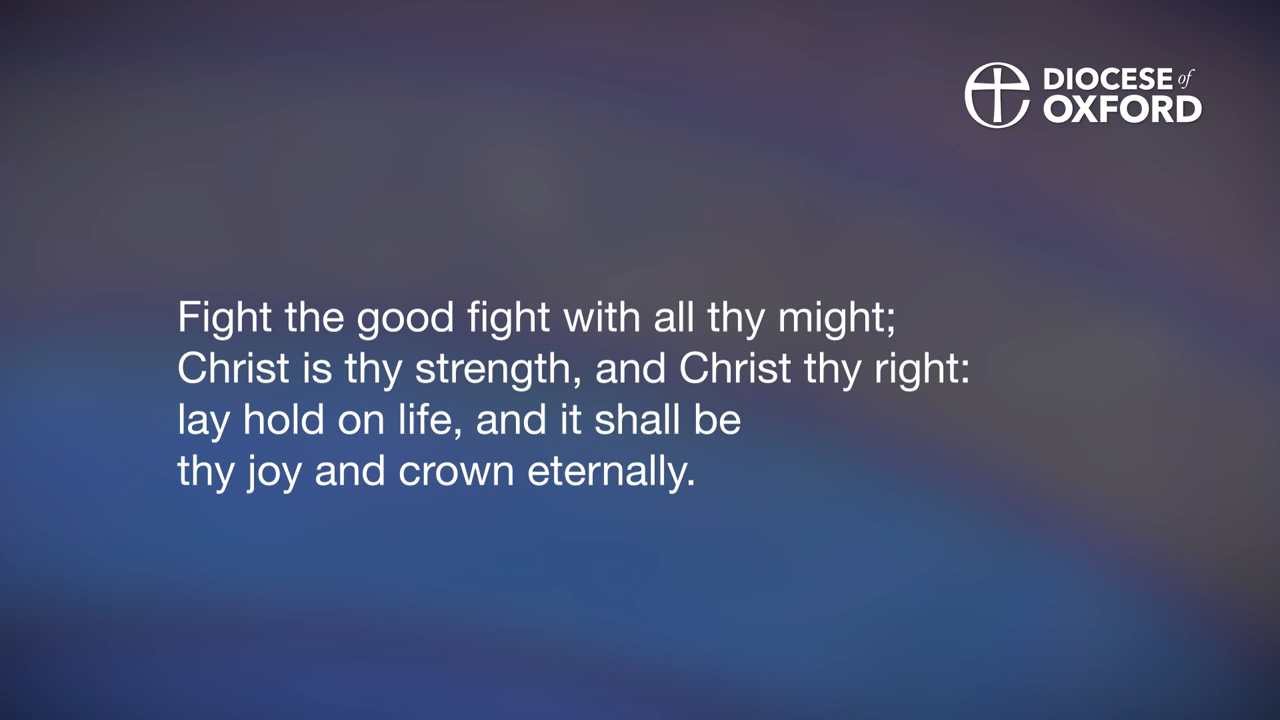 DIOCESE of
OXFORD
Fight the good fight with all thy might;
Christ is thy strength, and Christ thy right:
lay hold on life, and it shall be
thy joy and crown eternally.